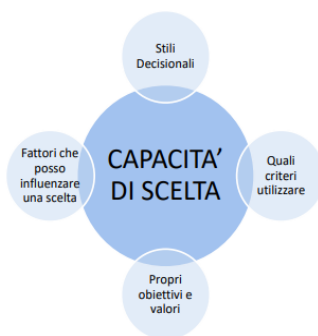 Stili
Decisionali
Fattori che
posso
influenzare
una scelta
CAPACITA’
DI SCELTA
Quali
criteri
utilizzare
Propri
obiettivi e
valori